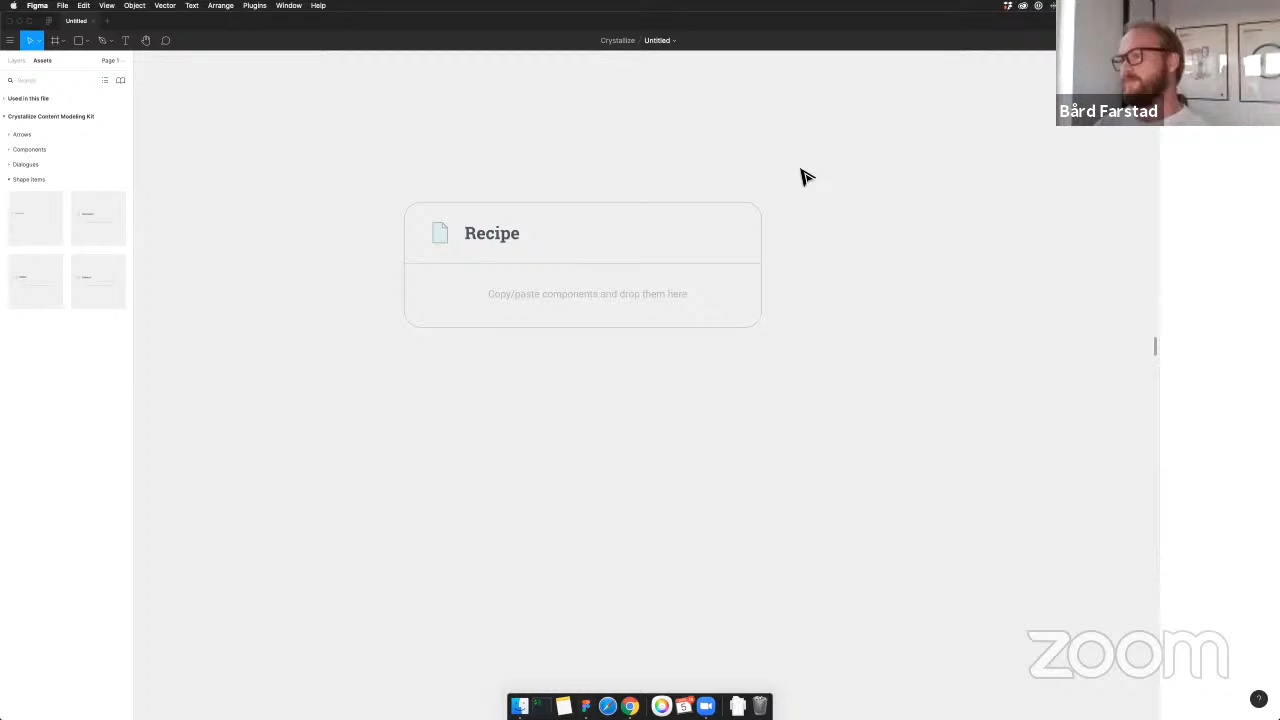 Figma File Edit View Object Vector Text Arrange Plugins Window Help
Untitled
Crystallize / Untitled
Layers Assets Page 1
Search
Used in this file
Crystallize Content Modeling Kit
Arrows
Components
Dialogues
Shape items
Recipe
Copy/paste components and drop them here
Bård Farstad
zoom
5
?